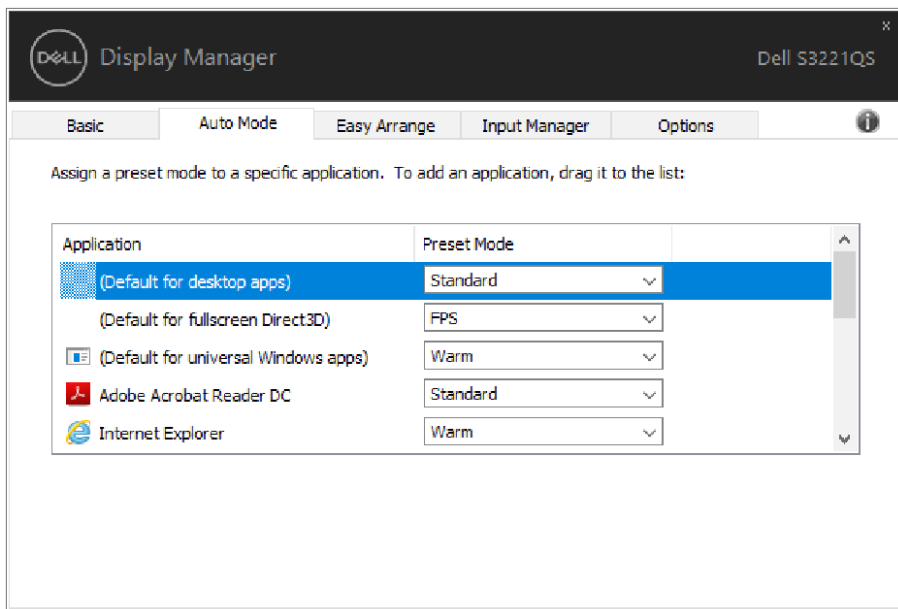 DELL Display Manager
x
Dell S3221QS
Basic Auto Mode Easy Arrange Input Manager Options
Assign a preset mode to a specific application. To add an application, drag it to the list:
Application Preset Mode
(Default for desktop apps) Standard
(Default for fullscreen Direct3D) FPS
(Default for universal Windows apps) Warm
Adobe Acrobat Reader DC Standard
Internet Explorer Warm